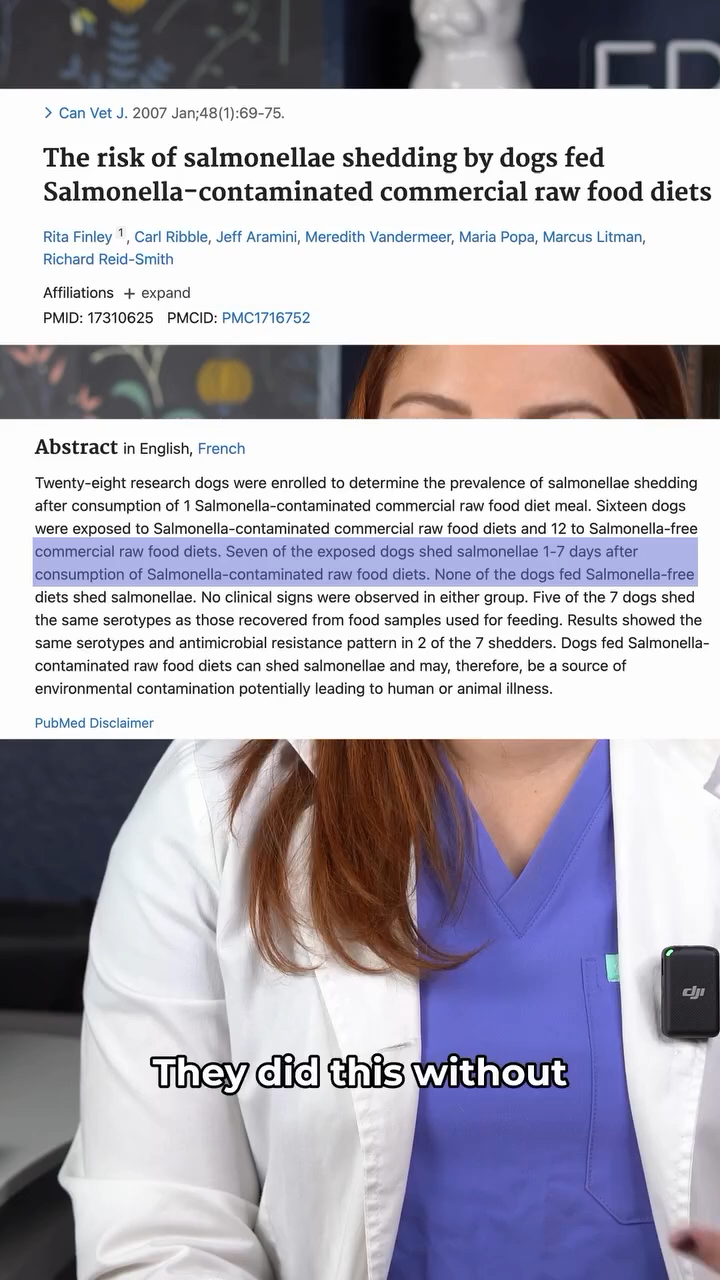 > Can Vet J. 2007 Jan;48(1):69-75.
The risk of salmonellae shedding by dogs fed
Salmonella-contaminated commercial raw food diets
Rita Finley 1, Carl Ribble, Jeff Aramini, Meredith Vandermeer, Maria Popa, Marcus Litman,
Richard Reid-Smith
Affiliations + expand
PMID: 17310625 PMCID: PMC1716752
Abstract in English, French
Twenty-eight research dogs were enrolled to determine the prevalence of salmonellae shedding
after consumption of 1 Salmonella-contaminated commercial raw food diet meal. Sixteen dogs
were exposed to Salmonella-contaminated commercial raw food diets and 12 to Salmonella-free
commercial raw food diets. Seven of the exposed dogs shed salmonellae 1-7 days after
consumption of Salmonella-contaminated raw food diets. None of the dogs fed Salmonella-free
diets shed salmonellae. No clinical signs were observed in either group. Five of the 7 dogs shed
the same serotypes as those recovered from food samples used for feeding. Results showed the
same serotypes and antimicrobial resistance pattern in 2 of the 7 shedders. Dogs fed Salmonella-
contaminated raw food diets can shed salmonellae and may, therefore, be a source of
environmental contamination potentially leading to human or animal illness.
PubMed Disclaimer
dji
They did this without